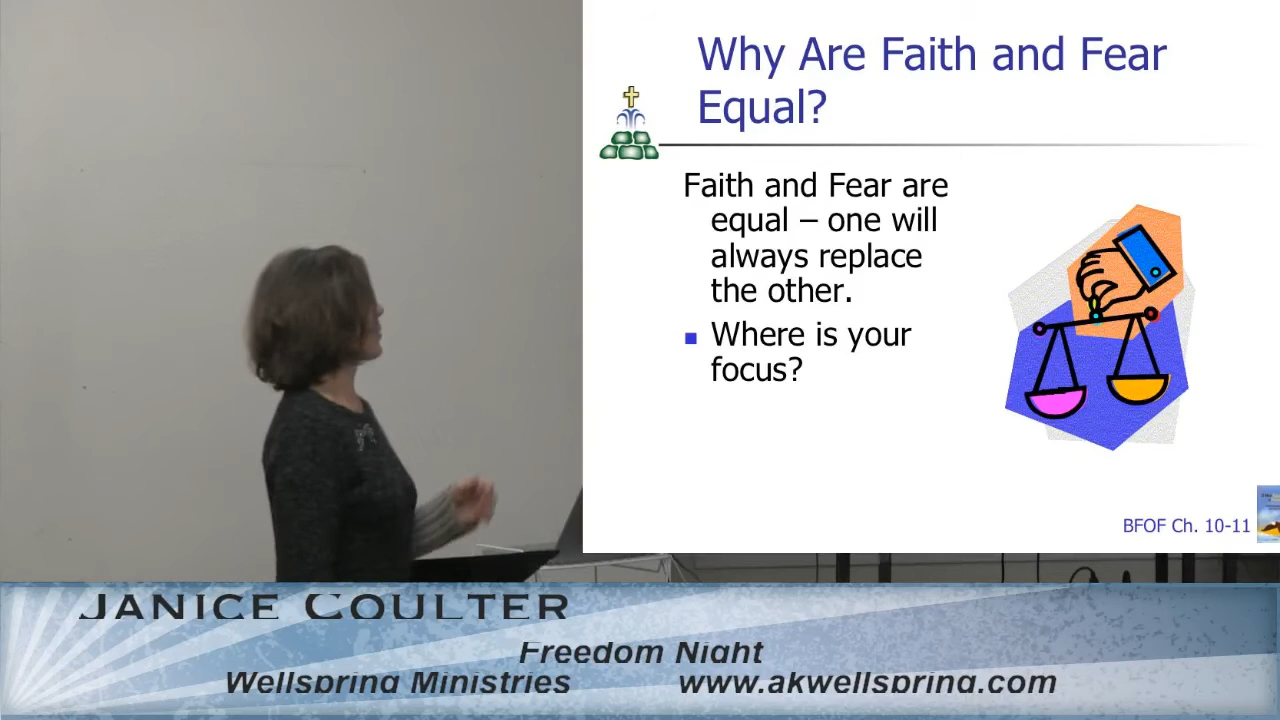 Why Are Faith and Fear
Equal?
Faith and Fear are
equal – one will
always replace
the other.
Where is your
focus?
BFOF Ch. 10-11
JANICE COULTER
Freedom Night
Wellspring Ministries www.akwellspring.com